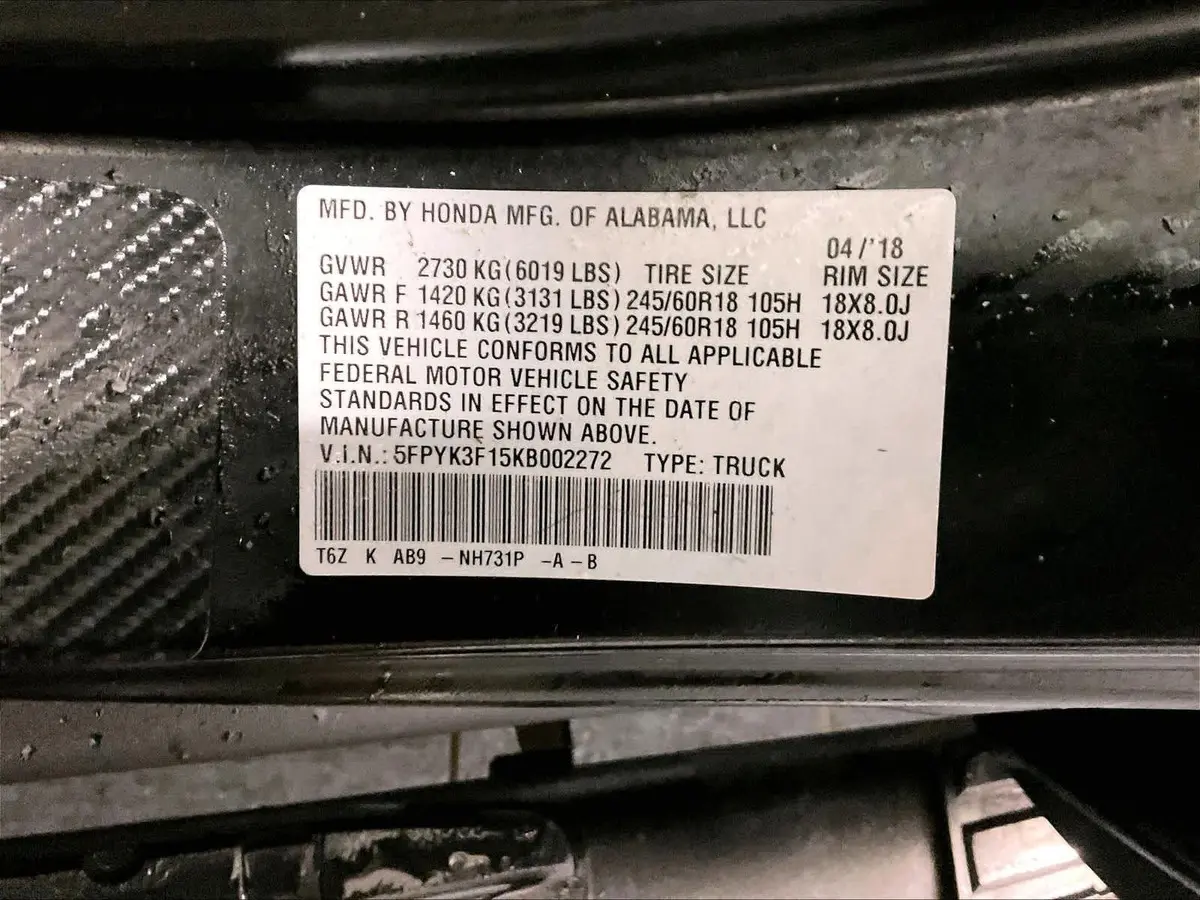 MFD. BY HONDA MFG. OF ALABAMA, LLC
04/'18
GVWR 2730 KG(6019 LBS) TIRE SIZE RIM SIZE
GAWR F 1420 KG(3131 LBS) 245/60R18 105H 18X8.0J
GAWR R 1460 KG(3219 LBS) 245/60R18 105H 18X8.0J
THIS VEHICLE CONFORMS TO ALL APPLICABLE
FEDERAL MOTOR VEHICLE SAFETY
STANDARDS IN EFFECT ON THE DATE OF
MANUFACTURE SHOWN ABOVE.
V.I.N.: 5FPYK3F15KB002272 TYPE: TRUCK
T6Z K AB9 -NH731P -A -B